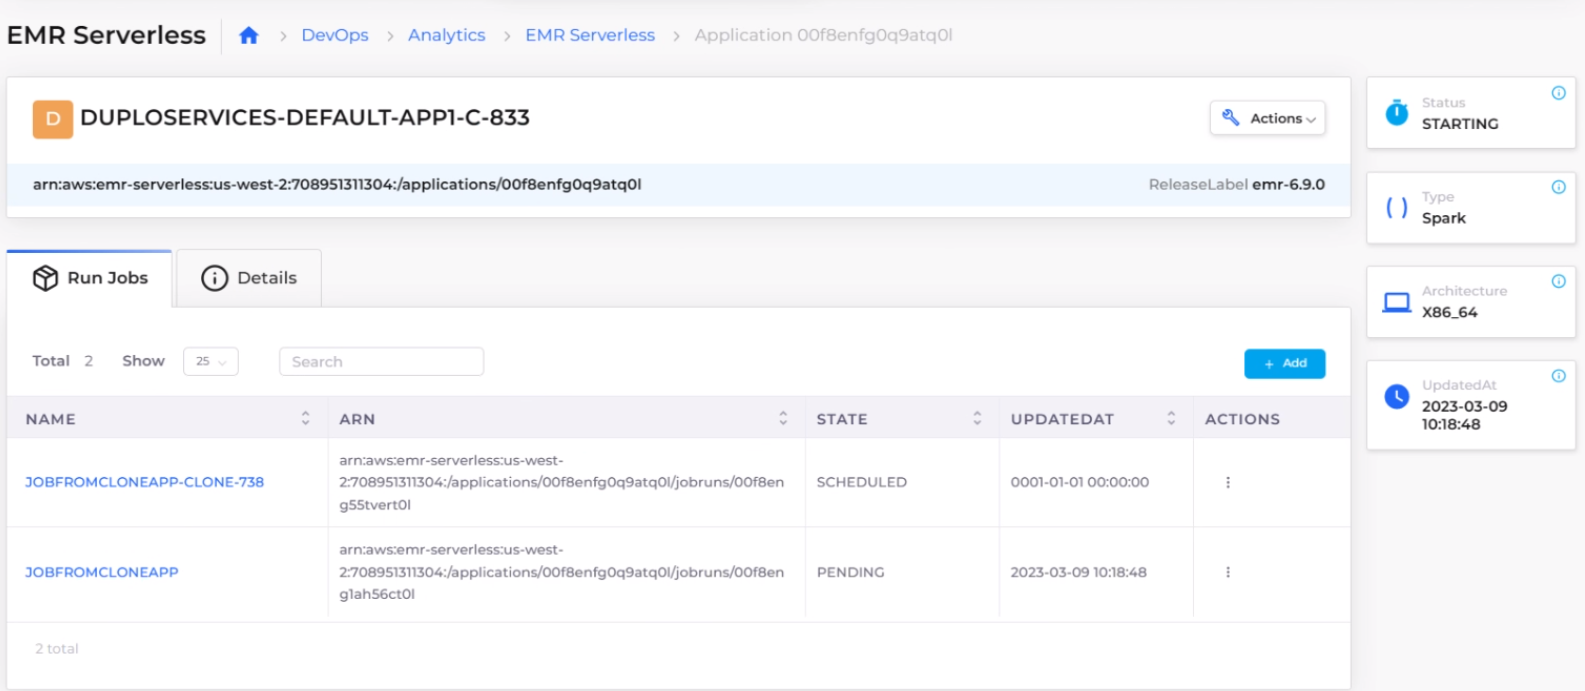 EMR Serverless
DevOps > Analytics > EMR Serverless > Application 00f8enfg0q9atq0l
D DUPLOSERVICES-DEFAULT-APP1-C-833
Actions
arn:aws:emr-serverless:us-west-2:708951311304:/applications/00f8enfg0q9atq0l
ReleaseLabel emr-6.9.0
Status
STARTING
Type
Spark
Architecture
X86_64
UpdatedAt
2023-03-09
10:18:48
Run Jobs
Details
Total 2 Show 25 Search
+ Add
NAME ARN STATE UPDATEDAT ACTIONS
JOBFROMCLONEAPP-CLONE-738
arn:aws:emr-serverless:us-west-
2:708951311304:/applications/00f8enfg0q9atq0l/jobruns/00f8en
g55tvert0l
SCHEDULED
0001-01-01 00:00:00
JOBFROMCLONEAPP
arn:aws:emr-serverless:us-west-
2:708951311304:/applications/00f8enfg0q9atq0l/jobruns/00f8en
g1ah56ct0l
PENDING
2023-03-09 10:18:48
2 total